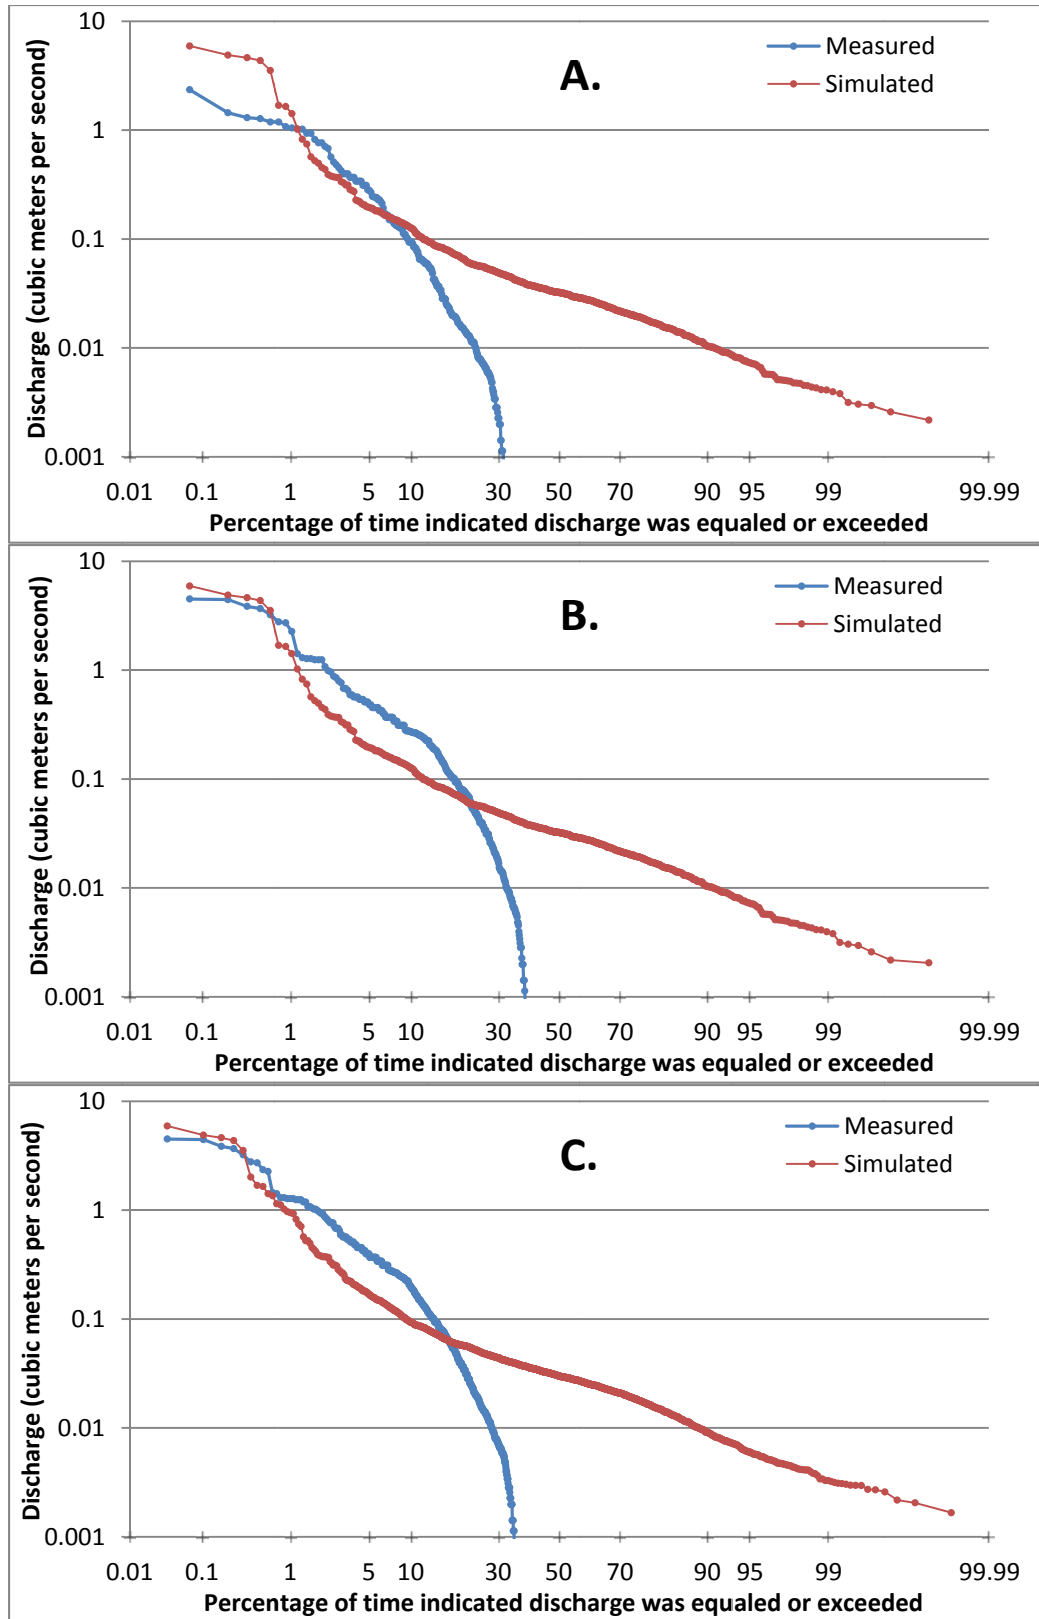 10
1
0.1
0.01
0.001
Discharge (cubic meters per second)
A.
Measured
Simulated
0.01 0.1 1 5 10 30 50 70 90 95 99 99.99
Percentage of time indicated discharge was equaled or exceeded
10
1
0.1
0.01
0.001
Discharge (cubic meters per second)
B.
Measured
Simulated
0.01 0.1 1 5 10 30 50 70 90 95 99 99.99
Percentage of time indicated discharge was equaled or exceeded
10
1
0.1
0.01
0.001
Discharge (cubic meters per second)
C.
Measured
Simulated
0.01 0.1 1 5 10 30 50 70 90 95 99 99.99
Percentage of time indicated discharge was equaled or exceeded